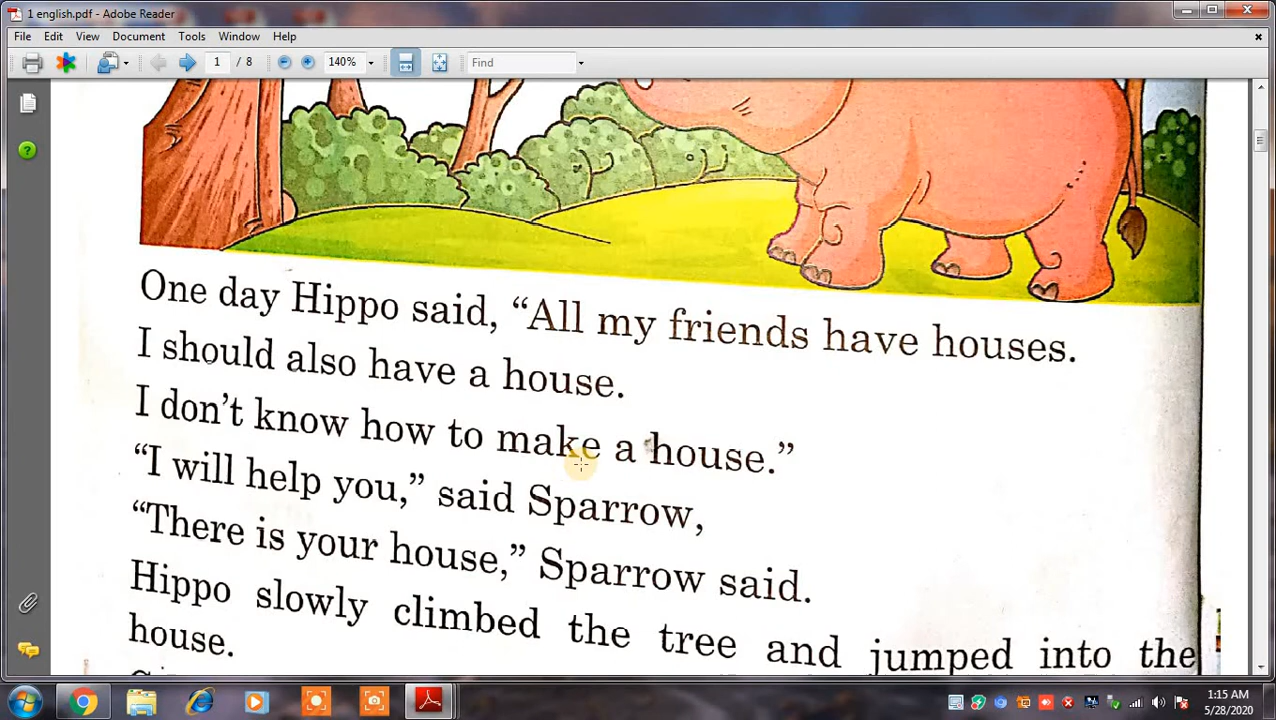 1 english.pdf - Adobe Reader
File Edit View Document Tools Window Help
1 / 8 140% Find
One day Hippo said, “All my friends have houses.
I should also have a house.
I don’t know how to make a house.”
“I will help you,” said Sparrow,
“There is your house,” Sparrow said.
Hippo slowly climbed the tree and jumped into the
house.
1:15 AM
5/28/2020